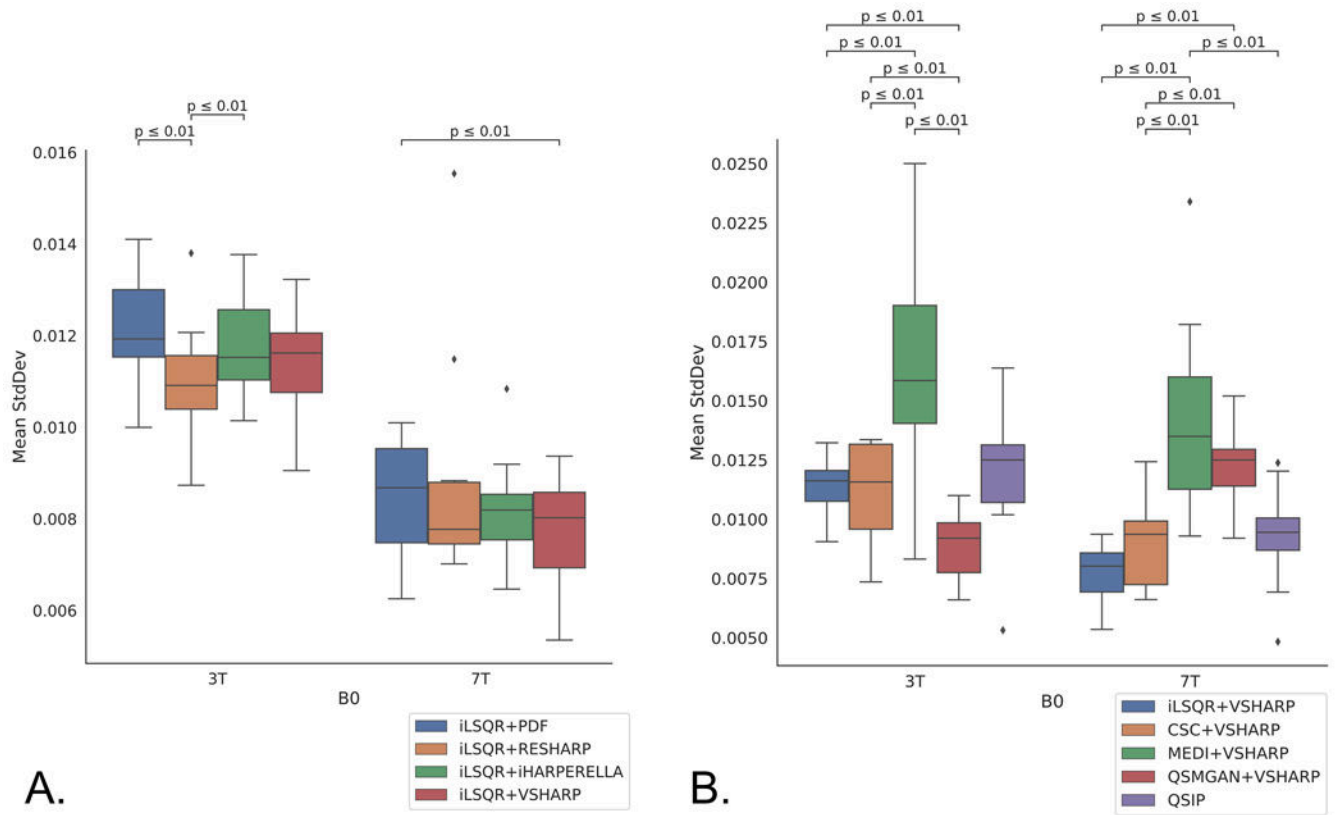 p ≤ 0.01
p ≤ 0.01
p ≤ 0.01
0.016
0.014
0.012
0.010
0.008
0.006
Mean StdDev
3T
7T
B0
iLSQR+PDF
iLSQR+RESHARP
iLSQR+iHARPERELLA
iLSQR+VSHARP
A.
p ≤ 0.01
p ≤ 0.01
p ≤ 0.01
p ≤ 0.01
p ≤ 0.01
p ≤ 0.01
p ≤ 0.01
p ≤ 0.01
p ≤ 0.01
p ≤ 0.01
0.0250
0.0225
0.0200
0.0175
0.0150
0.0125
0.0100
0.0075
0.0050
Mean StdDev
3T
7T
B0
iLSQR+VSHARP
CSC+VSHARP
MEDI+VSHARP
QSMGAN+VSHARP
QSIP
B.